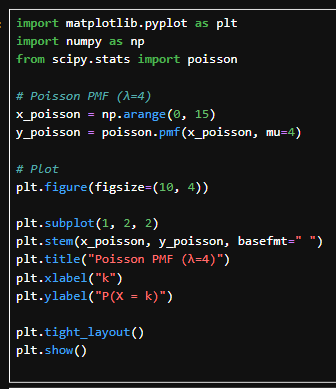 import matplotlib.pyplot as plt
import numpy as np
from scipy.stats import poisson
# Poisson PMF (λ=4)
x_poisson = np.arange(0, 15)
y_poisson = poisson.pmf(x_poisson, mu=4)
# Plot
plt.figure(figsize=(10, 4))
plt.subplot(1, 2, 2)
plt.stem(x_poisson, y_poisson, basefmt=" ")
plt.title("Poisson PMF (λ=4)")
plt.xlabel("k")
plt.ylabel("P(X = k)")
plt.tight_layout()
plt.show()